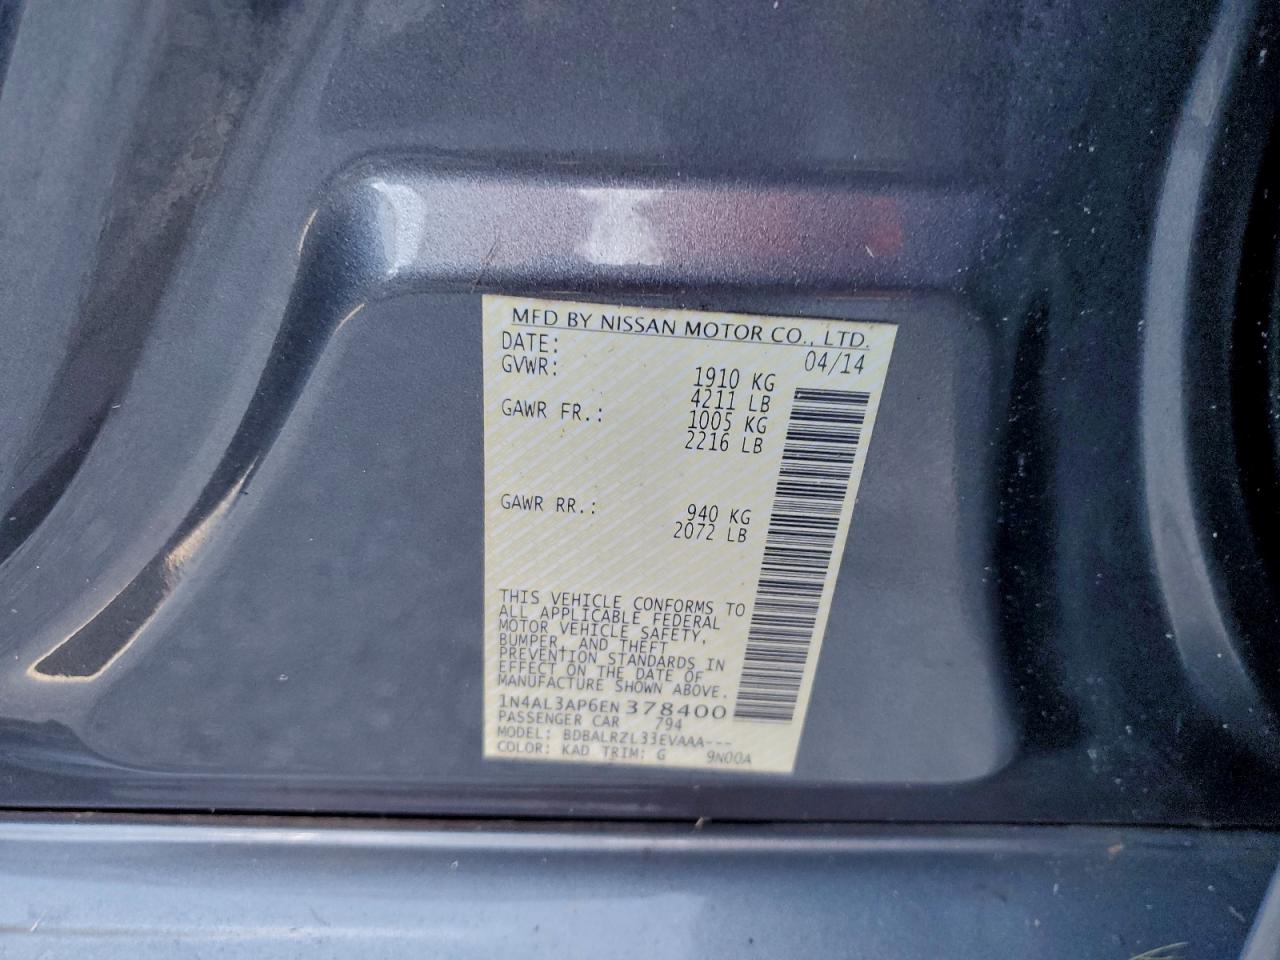 MFD BY NISSAN MOTOR CO., LTD.
DATE: 04/14
GVWR: 1910 KG
4211 LB
GAWR FR.: 1005 KG
2216 LB
GAWR RR.: 940 KG
2072 LB
THIS VEHICLE CONFORMS TO
ALL APPLICABLE FEDERAL
MOTOR VEHICLE SAFETY,
BUMPER, AND THEFT
PREVENTION STANDARDS IN
EFFECT ON THE DATE OF
MANUFACTURE SHOWN ABOVE.
1N4AL3AP6EN378400
PASSENGER CAR 794
MODEL: BDBALRZL33EVAAA---
COLOR: KAD TRIM: G 9N00A